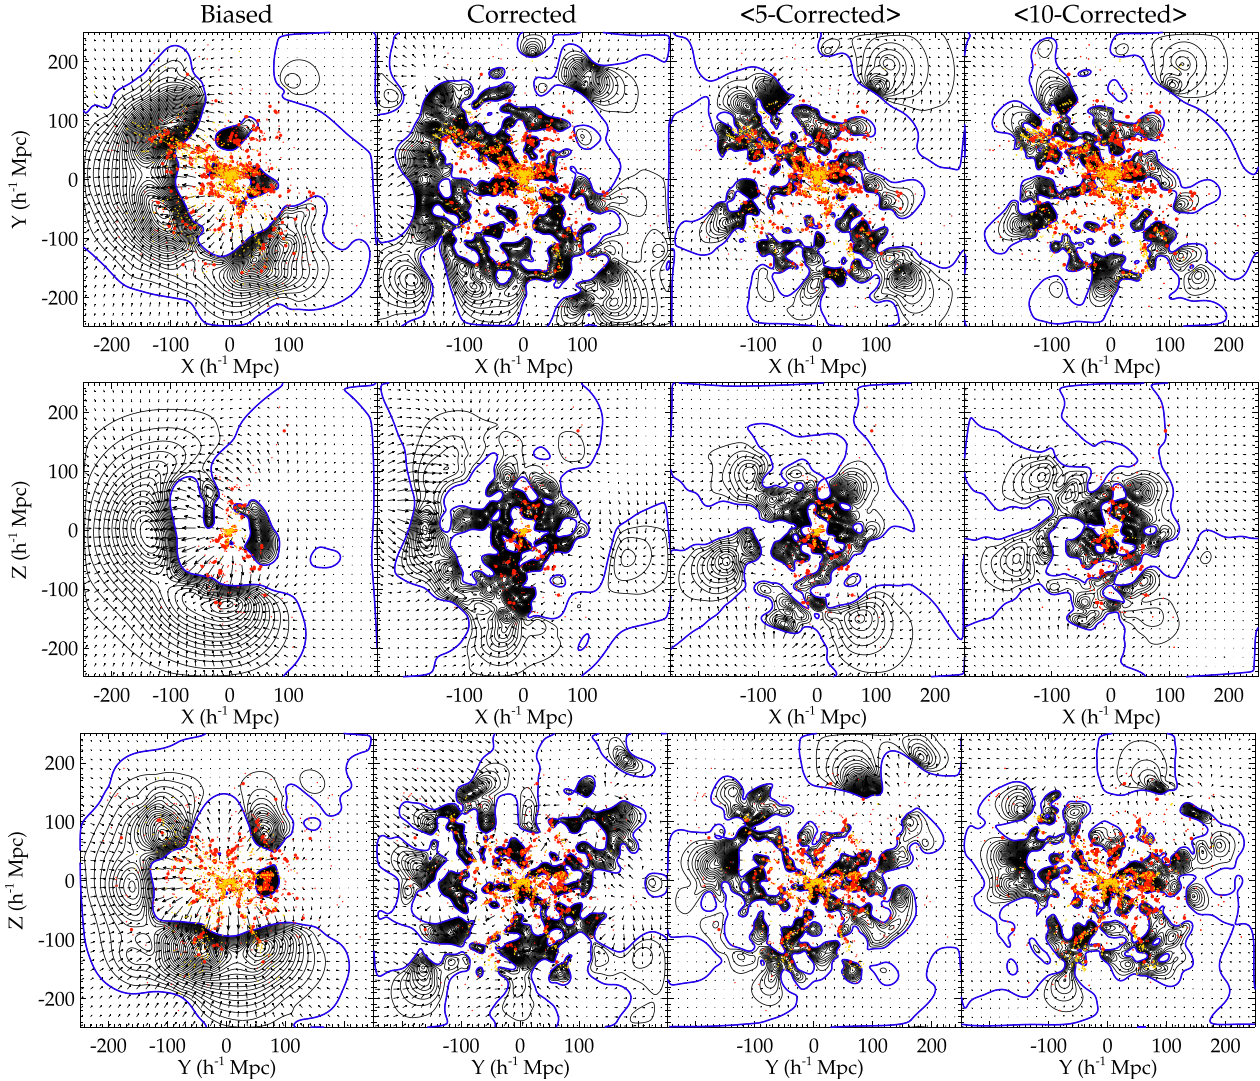 Biased Corrected <5-Corrected> <10-Corrected>
200
100
0
-100
-200
Y (h-1 Mpc)
-200 -100 0 100 -100 0 100 -100 0 100 -100 0 100 200
X (h-1 Mpc) X (h-1 Mpc) X (h-1 Mpc) X (h-1 Mpc)
200
100
0
-100
-200
Z (h-1 Mpc)
-200 -100 0 100 -100 0 100 -100 0 100 -100 0 100 200
X (h-1 Mpc) X (h-1 Mpc) X (h-1 Mpc) X (h-1 Mpc)
200
100
0
-100
-200
Z (h-1 Mpc)
-200 -100 0 100 -100 0 100 -100 0 100 -100 0 100 200
Y (h-1 Mpc) Y (h-1 Mpc) Y (h-1 Mpc) Y (h-1 Mpc)